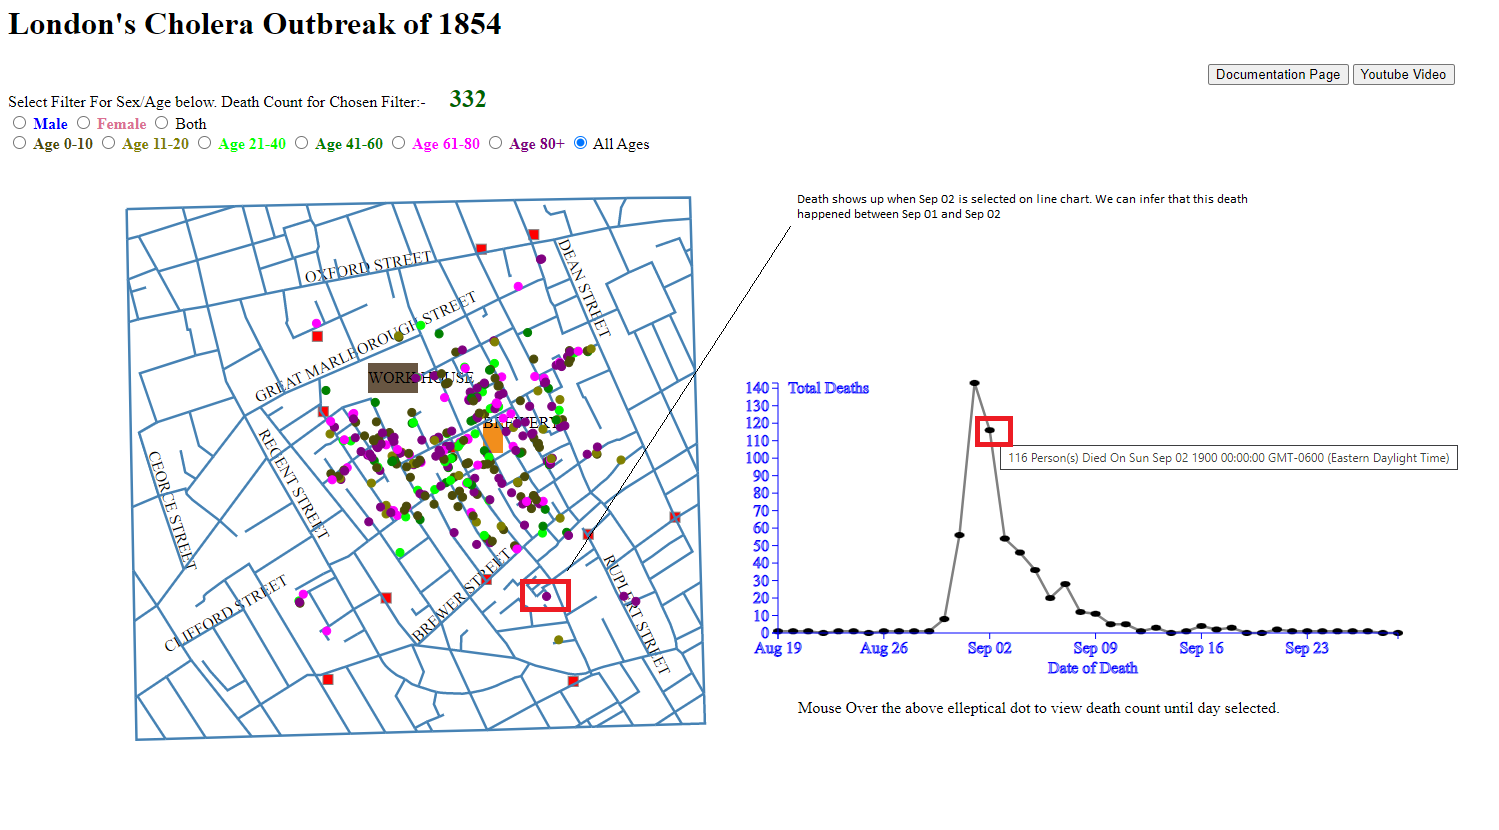 London's Cholera Outbreak of 1854
Documentation Page
Youtube Video
Select Filter For Sex/Age below. Death Count for Chosen Filter:- 332
Male Female Both
Age 0-10 Age 11-20 Age 21-40 Age 41-60 Age 61-80 Age 80+ All Ages
Death shows up when Sep 02 is selected on line chart. We can infer that this death
happened between Sep 01 and Sep 02
OXFORD STREET
DEAN STREET
GREAT MARLBOROUGH STREET
WORK HOUSE
BREWERY
REGENT STREET
GEORGE STREET
CLIFFORD STREET
BREWER STREET
RUPERT STREET
Total Deaths
140
130
120
110
100
90
80
70
60
50
40
30
20
10
0
116 Person(s) Died On Sun Sep 02 1900 00:00:00 GMT-0600 (Eastern Daylight Time)
Aug 19 Aug 26 Sep 02 Sep 09 Sep 16 Sep 23
Date of Death
Mouse Over the above elleptical dot to view death count until day selected.